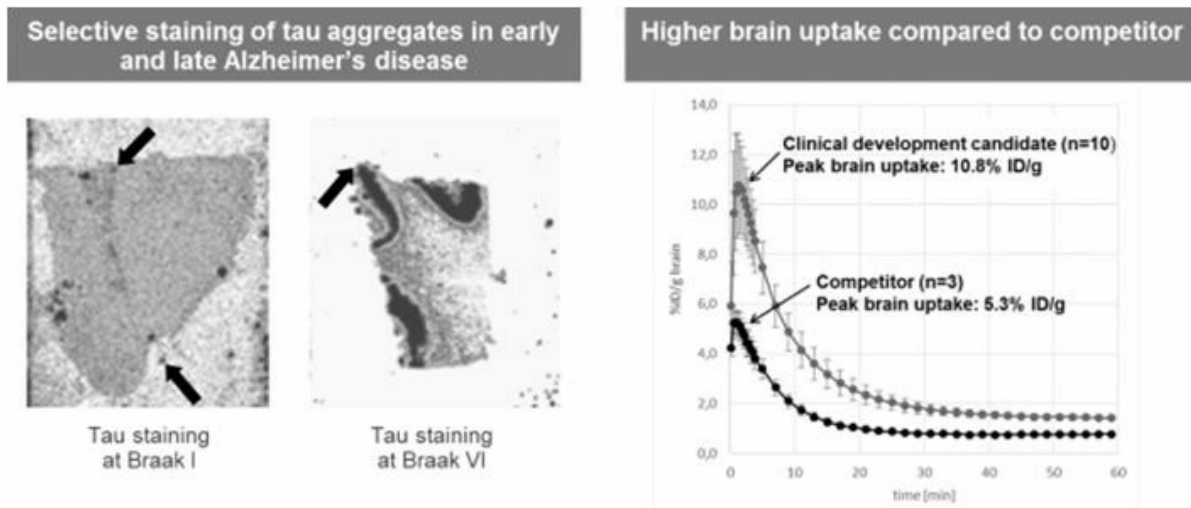 Selective staining of tau aggregates in early
and late Alzheimer's disease
Tau staining
at Braak I
Tau staining
at Braak VI
Higher brain uptake compared to competitor
14,0
12,0
10,0
8,0
6,0
4,0
2,0
0,0
%ID/g brain
Clinical development candidate (n=10)
Peak brain uptake: 10.8% ID/g
Competitor (n=3)
Peak brain uptake: 5.3% ID/g
0 10 20 30 40 50 60
time [min]